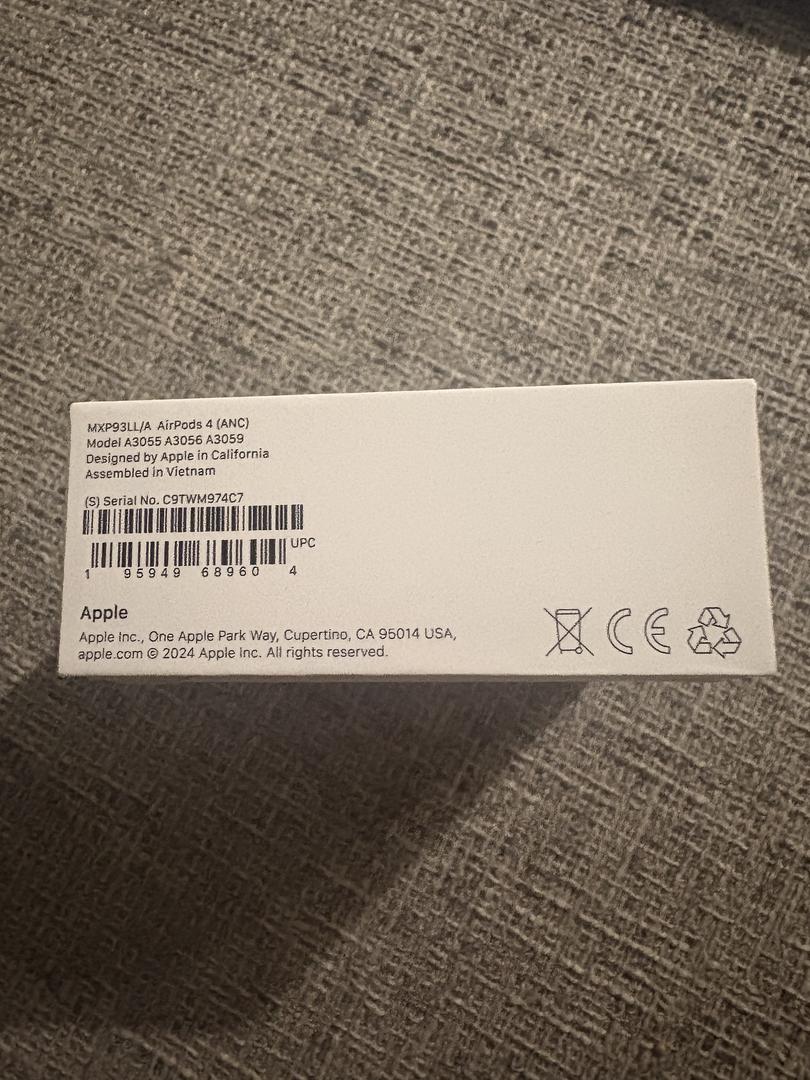 MXP93LL/A AirPods 4 (ANC)
Model A3055 A3056 A3059
Designed by Apple in California
Assembled in Vietnam
(S) Serial No. C9TWM974C7
UPC
1 95949 68960 4
Apple
Apple Inc., One Apple Park Way, Cupertino, CA 95014 USA,
apple.com © 2024 Apple Inc. All rights reserved.
CE